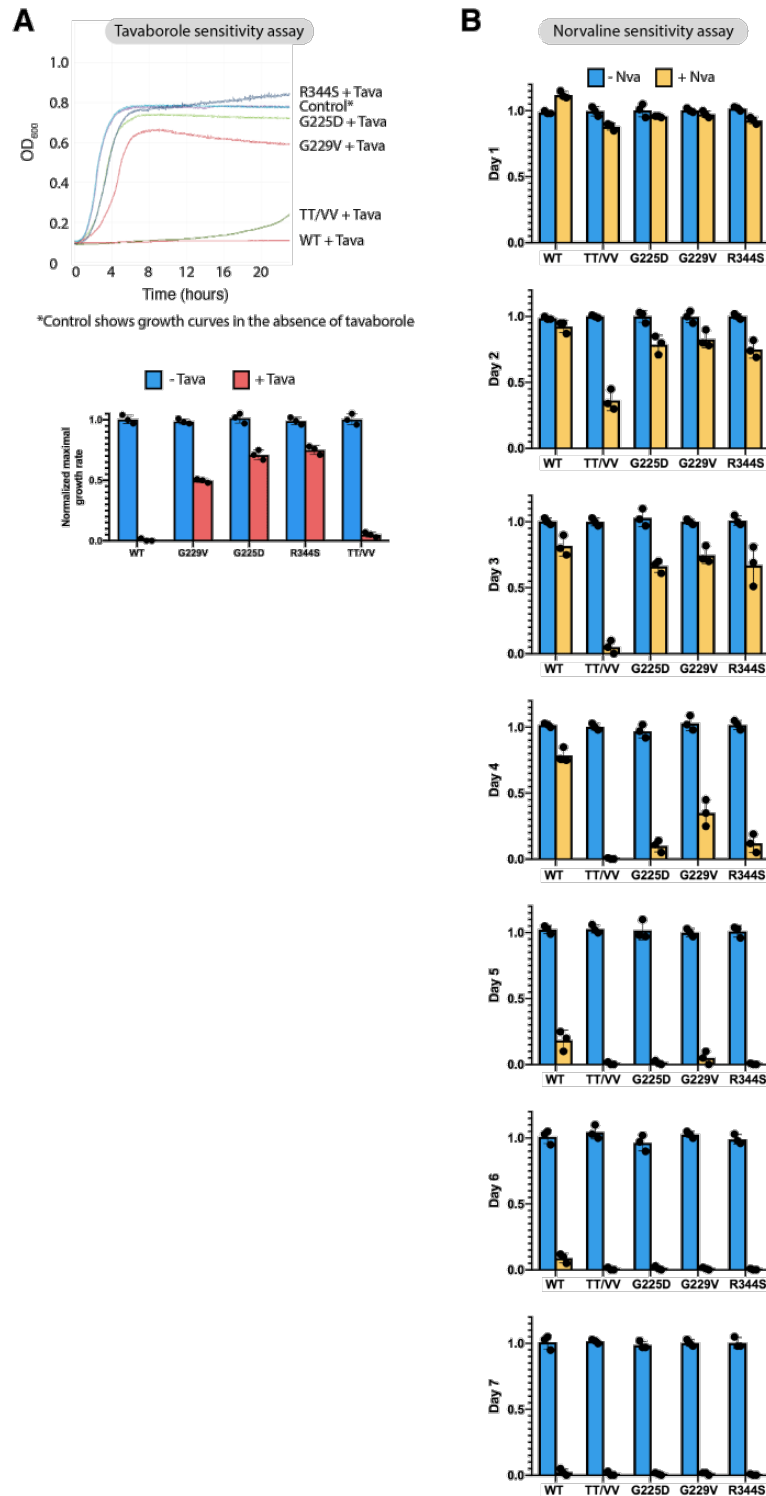 A
Tavaborole sensitivity assay
1.0
0.8
0.6
0.4
0.2
0
OD600
R344S + Tava
Control*
G225D + Tava
G229V + Tava
TT/VV + Tava
WT + Tava
0 4 8 12 16 20
Time (hours)
*Control shows growth curves in the absence of tavaborole
- Tava + Tava
Normalized maximal
growth rate
1.0
0.5
0.0
WT G229V G225D R344S TT/VV
B
Norvaline sensitivity assay
- Nva + Nva
Day 1
1.0
0.5
0.0
WT TT/VV G225D G229V R344S
Day 2
1.0
0.5
0.0
WT TT/VV G225D G229V R344S
Day 3
1.0
0.5
0.0
WT TT/VV G225D G229V R344S
Day 4
1.0
0.5
0.0
WT TT/VV G225D G229V R344S
Day 5
1.0
0.5
0.0
WT TT/VV G225D G229V R344S
Day 6
1.0
0.5
0.0
WT TT/VV G225D G229V R344S
Day 7
1.0
0.5
0.0
WT TT/VV G225D G229V R344S